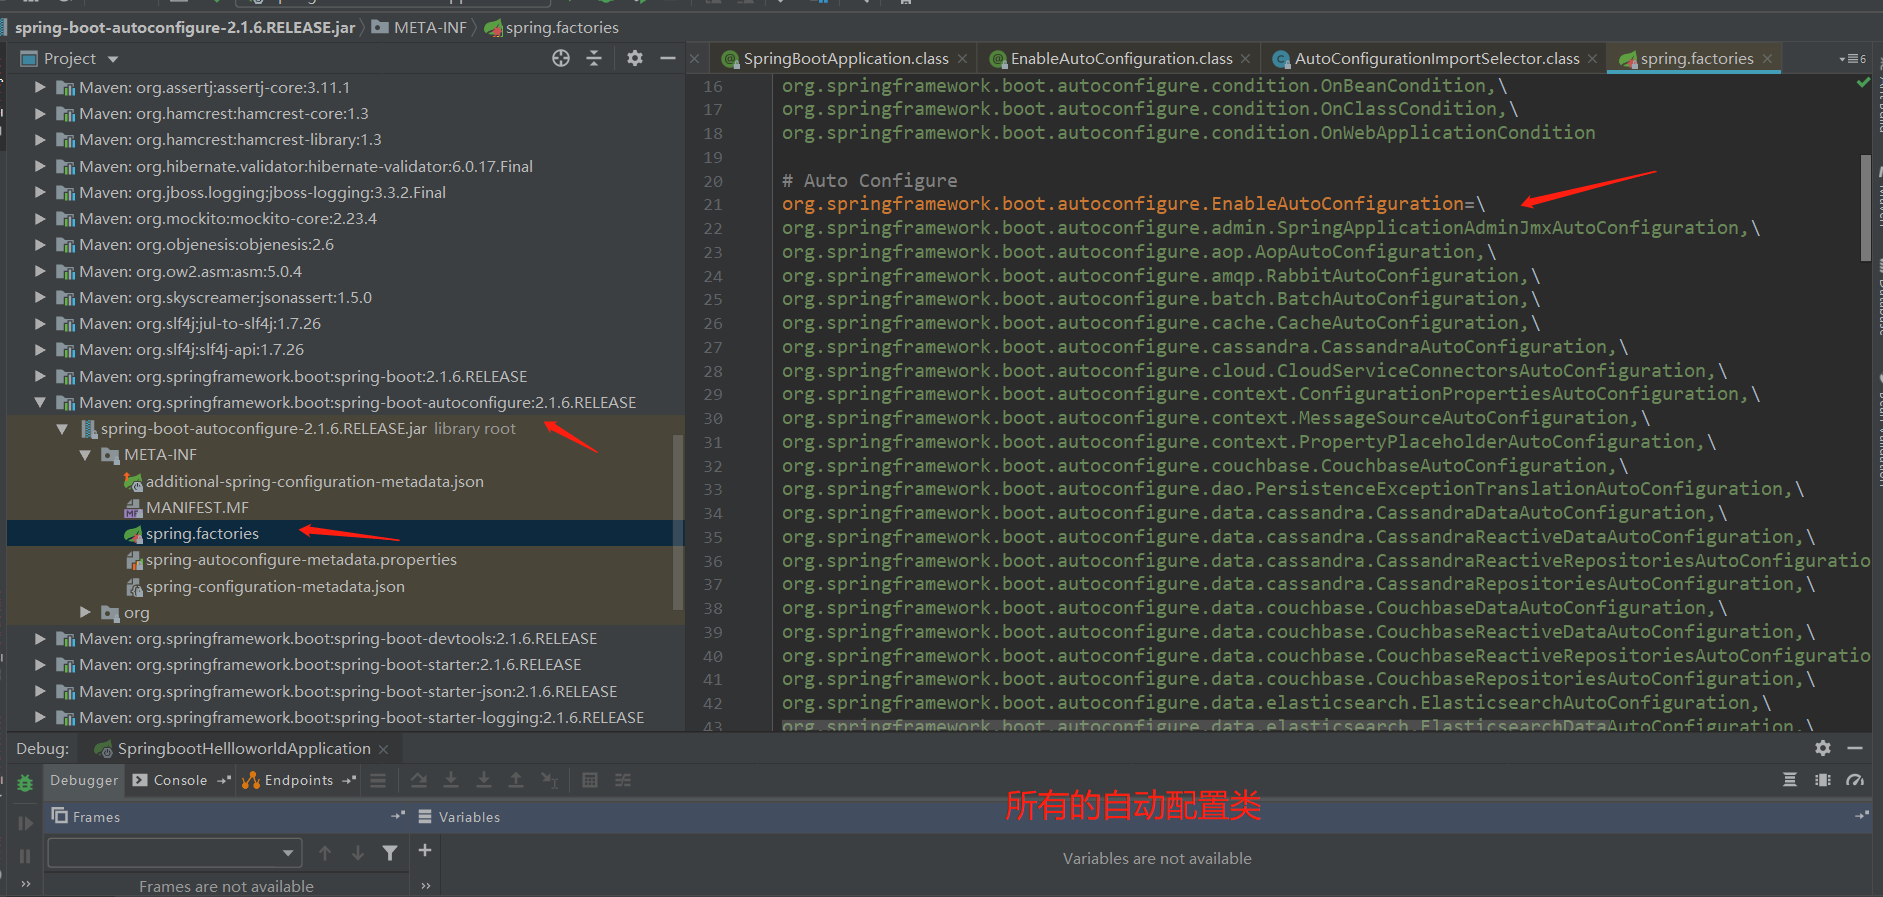 spring-boot-autoconfigure-2.1.6.RELEASE.jar META-INF spring.factories
Project
SpringBootApplication.class EnableAutoConfiguration.class AutoConfigurationImportSelector.class spring.factories 6
Maven: org.assertj:assertj-core:3.11.1
Maven: org.hamcrest:hamcrest-core:1.3
Maven: org.hamcrest:hamcrest-library:1.3
Maven: org.hibernate.validator:hibernate-validator:6.0.17.Final
Maven: org.jboss.logging:jboss-logging:3.3.2.Final
Maven: org.mockito:mockito-core:2.23.4
Maven: org.objenesis:objenesis:2.6
Maven: org.ow2.asm:asm:5.0.4
Maven: org.skyscreamer:jsonassert:1.5.0
Maven: org.slf4j:jul-to-slf4j:1.7.26
Maven: org.slf4j:slf4j-api:1.7.26
Maven: org.springframework.boot:spring-boot:2.1.6.RELEASE
Maven: org.springframework.boot:spring-boot-autoconfigure:2.1.6.RELEASE
spring-boot-autoconfigure-2.1.6.RELEASE.jar library root
META-INF
additional-spring-configuration-metadata.json
MANIFEST.MF
spring.factories
spring-autoconfigure-metadata.properties
spring-configuration-metadata.json
org
Maven: org.springframework.boot:spring-boot-devtools:2.1.6.RELEASE
Maven: org.springframework.boot:spring-boot-starter:2.1.6.RELEASE
Maven: org.springframework.boot:spring-boot-starter-json:2.1.6.RELEASE
Maven: org.springframework.boot:spring-boot-starter-logging:2.1.6.RELEASE
16 org.springframework.boot.autoconfigure.condition.OnBeanCondition,\
17 org.springframework.boot.autoconfigure.condition.OnClassCondition,\
18 org.springframework.boot.autoconfigure.condition.OnWebApplicationCondition
19
20 # Auto Configure
21 org.springframework.boot.autoconfigure.EnableAutoConfiguration=\
22 org.springframework.boot.autoconfigure.admin.SpringApplicationAdminJmxAutoConfiguration,\
23 org.springframework.boot.autoconfigure.aop.AopAutoConfiguration,\
24 org.springframework.boot.autoconfigure.amqp.RabbitAutoConfiguration,\
25 org.springframework.boot.autoconfigure.batch.BatchAutoConfiguration,\
26 org.springframework.boot.autoconfigure.cache.CacheAutoConfiguration,\
27 org.springframework.boot.autoconfigure.cassandra.CassandraAutoConfiguration,\
28 org.springframework.boot.autoconfigure.cloud.CloudServiceConnectorsAutoConfiguration,\
29 org.springframework.boot.autoconfigure.context.ConfigurationPropertiesAutoConfiguration,\
30 org.springframework.boot.autoconfigure.context.MessageSourceAutoConfiguration,\
31 org.springframework.boot.autoconfigure.context.PropertyPlaceholderAutoConfiguration,\
32 org.springframework.boot.autoconfigure.couchbase.CouchbaseAutoConfiguration,\
33 org.springframework.boot.autoconfigure.dao.PersistenceExceptionTranslationAutoConfiguration,\
34 org.springframework.boot.autoconfigure.data.cassandra.CassandraDataAutoConfiguration,\
35 org.springframework.boot.autoconfigure.data.cassandra.CassandraReactiveDataAutoConfiguration,\
36 org.springframework.boot.autoconfigure.data.cassandra.CassandraReactiveRepositoriesAutoConfiguratio
37 org.springframework.boot.autoconfigure.data.cassandra.CassandraRepositoriesAutoConfiguration,\
38 org.springframework.boot.autoconfigure.data.couchbase.CouchbaseDataAutoConfiguration,\
39 org.springframework.boot.autoconfigure.data.couchbase.CouchbaseReactiveDataAutoConfiguration,\
40 org.springframework.boot.autoconfigure.data.couchbase.CouchbaseReactiveRepositoriesAutoConfiguratio
41 org.springframework.boot.autoconfigure.data.couchbase.CouchbaseRepositoriesAutoConfiguration,\
42 org.springframework.boot.autoconfigure.data.elasticsearch.ElasticsearchAutoConfiguration,\
43 org.springframework.boot.autoconfigure.data.elasticsearch.ElasticsearchDataAutoConfiguration,\
Debug: SpringbootHellloworldApplication
Debugger Console Endpoints
所有的自动配置类
Frames Variables
Variables are not available
Frames are not available